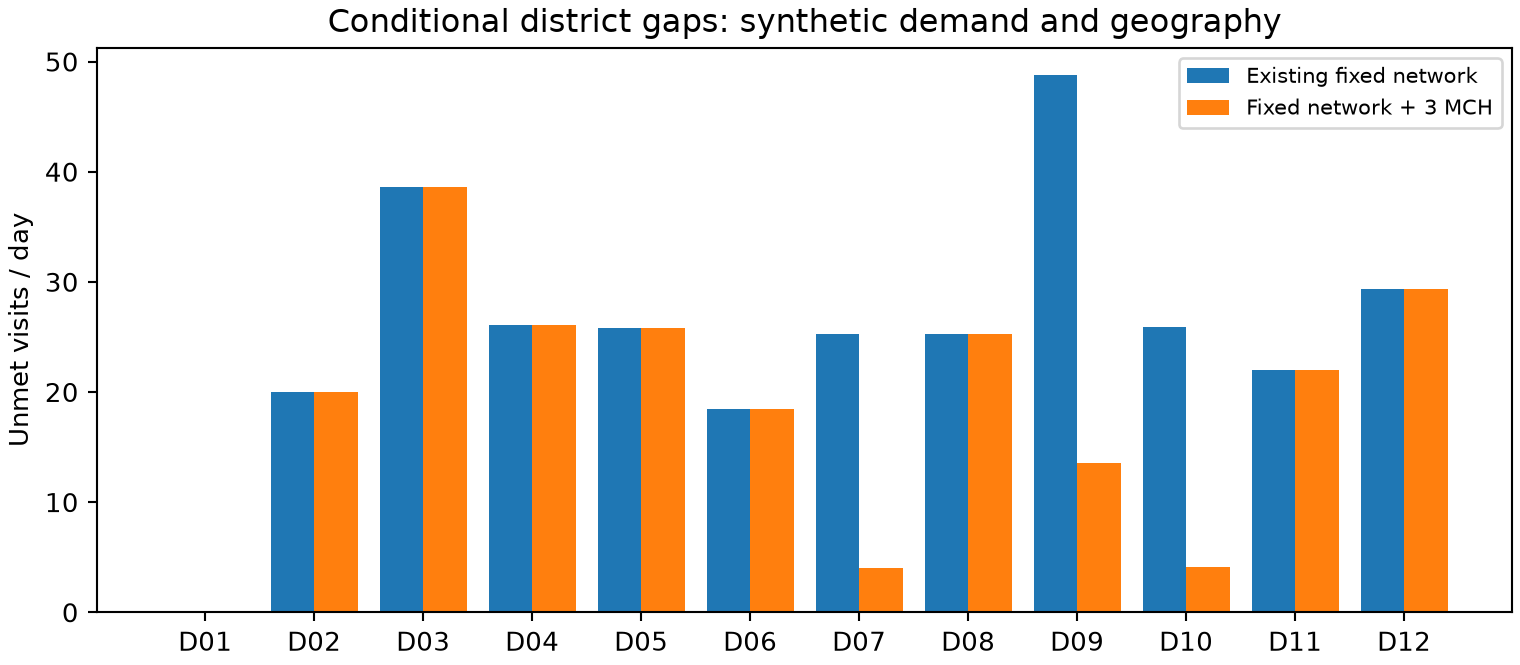 Conditional district gaps: synthetic demand and geography
Existing fixed network
Fixed network + 3 MCH
Unmet visits / day
50
40
30
20
10
0
D01 D02 D03 D04 D05 D06 D07 D08 D09 D10 D11 D12